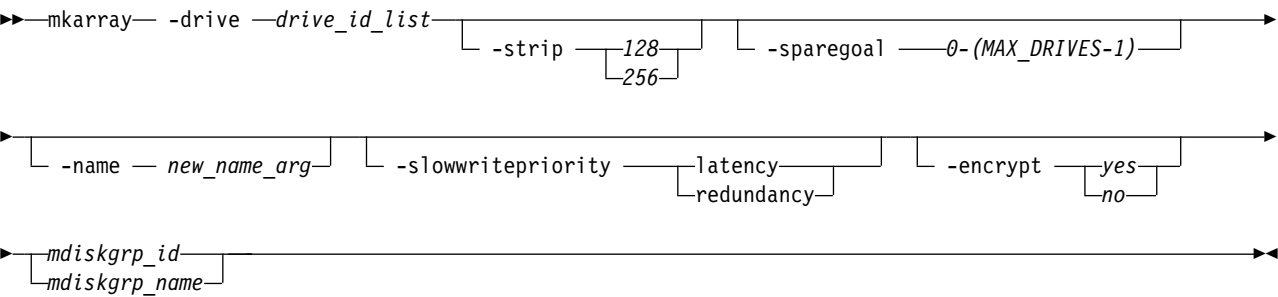 mkarray -drive drive_id_list
-strip 128 -sparegoal 0-(MAX_DRIVES-1)
256
-name new_name_arg -slowwritepriority latency -encrypt yes
redundancy no
mdiskgrp_id
mdiskgrp_name